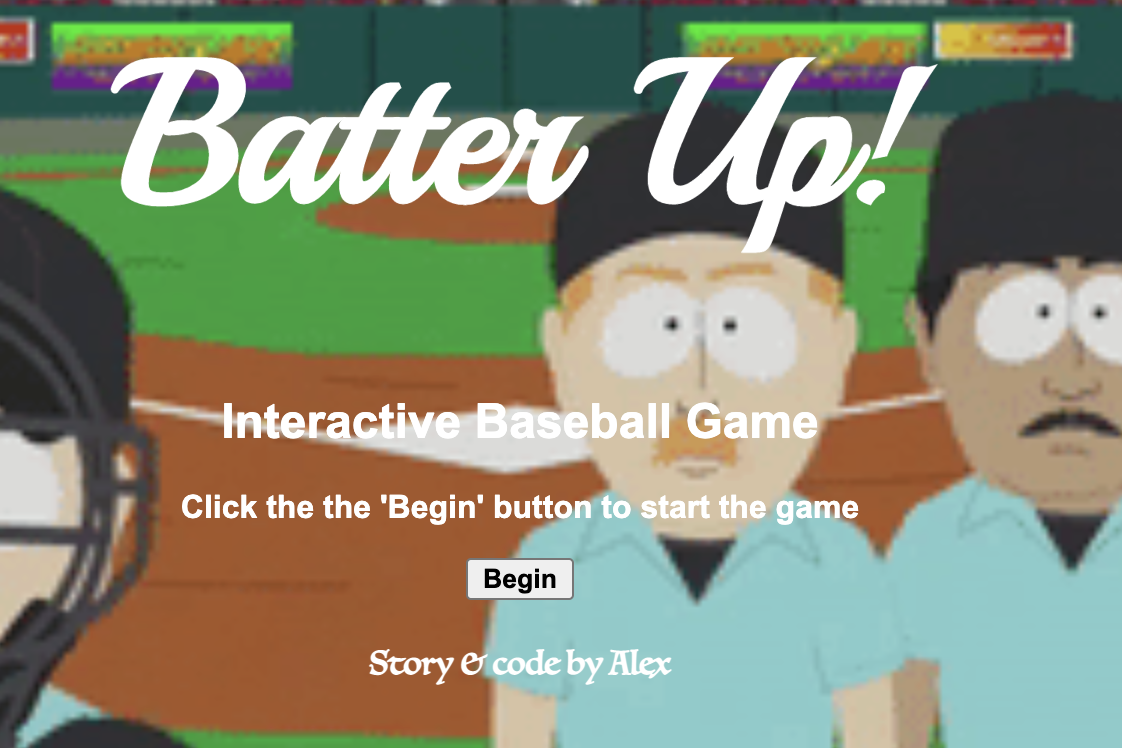 Batter Up!
Interactive Baseball Game
Click the the 'Begin' button to start the game
Begin
Story & code by Alex